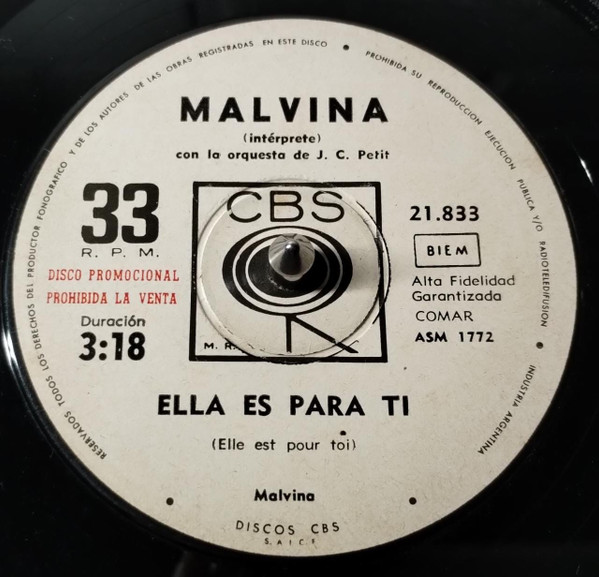 RESERVADOS TODOS LOS DERECHOS DEL PRODUCTOR FONOGRAFICO Y DE LOS AUTORES DE LAS OBRAS REGISTRADAS EN ESTE DISCO • PROHIBIDA SU REPRODUCCION EJECUCION PUBLICA Y/O RADIOTELEDIFUSION • INDUSTRIA ARGENTINA
MALVINA
(intérprete)
con la orquesta de J. C. Petit
33
R. P. M.
DISCO PROMOCIONAL
PROHIBIDA LA VENTA
Duración
3:18
CBS
M. R.
21.833
BIEM
Alta Fidelidad
Garantizada
COMAR
ASM 1772
ELLA ES PARA TI
(Elle est pour toi)
Malvina
DISCOS CBS
S.A.I.C.F.